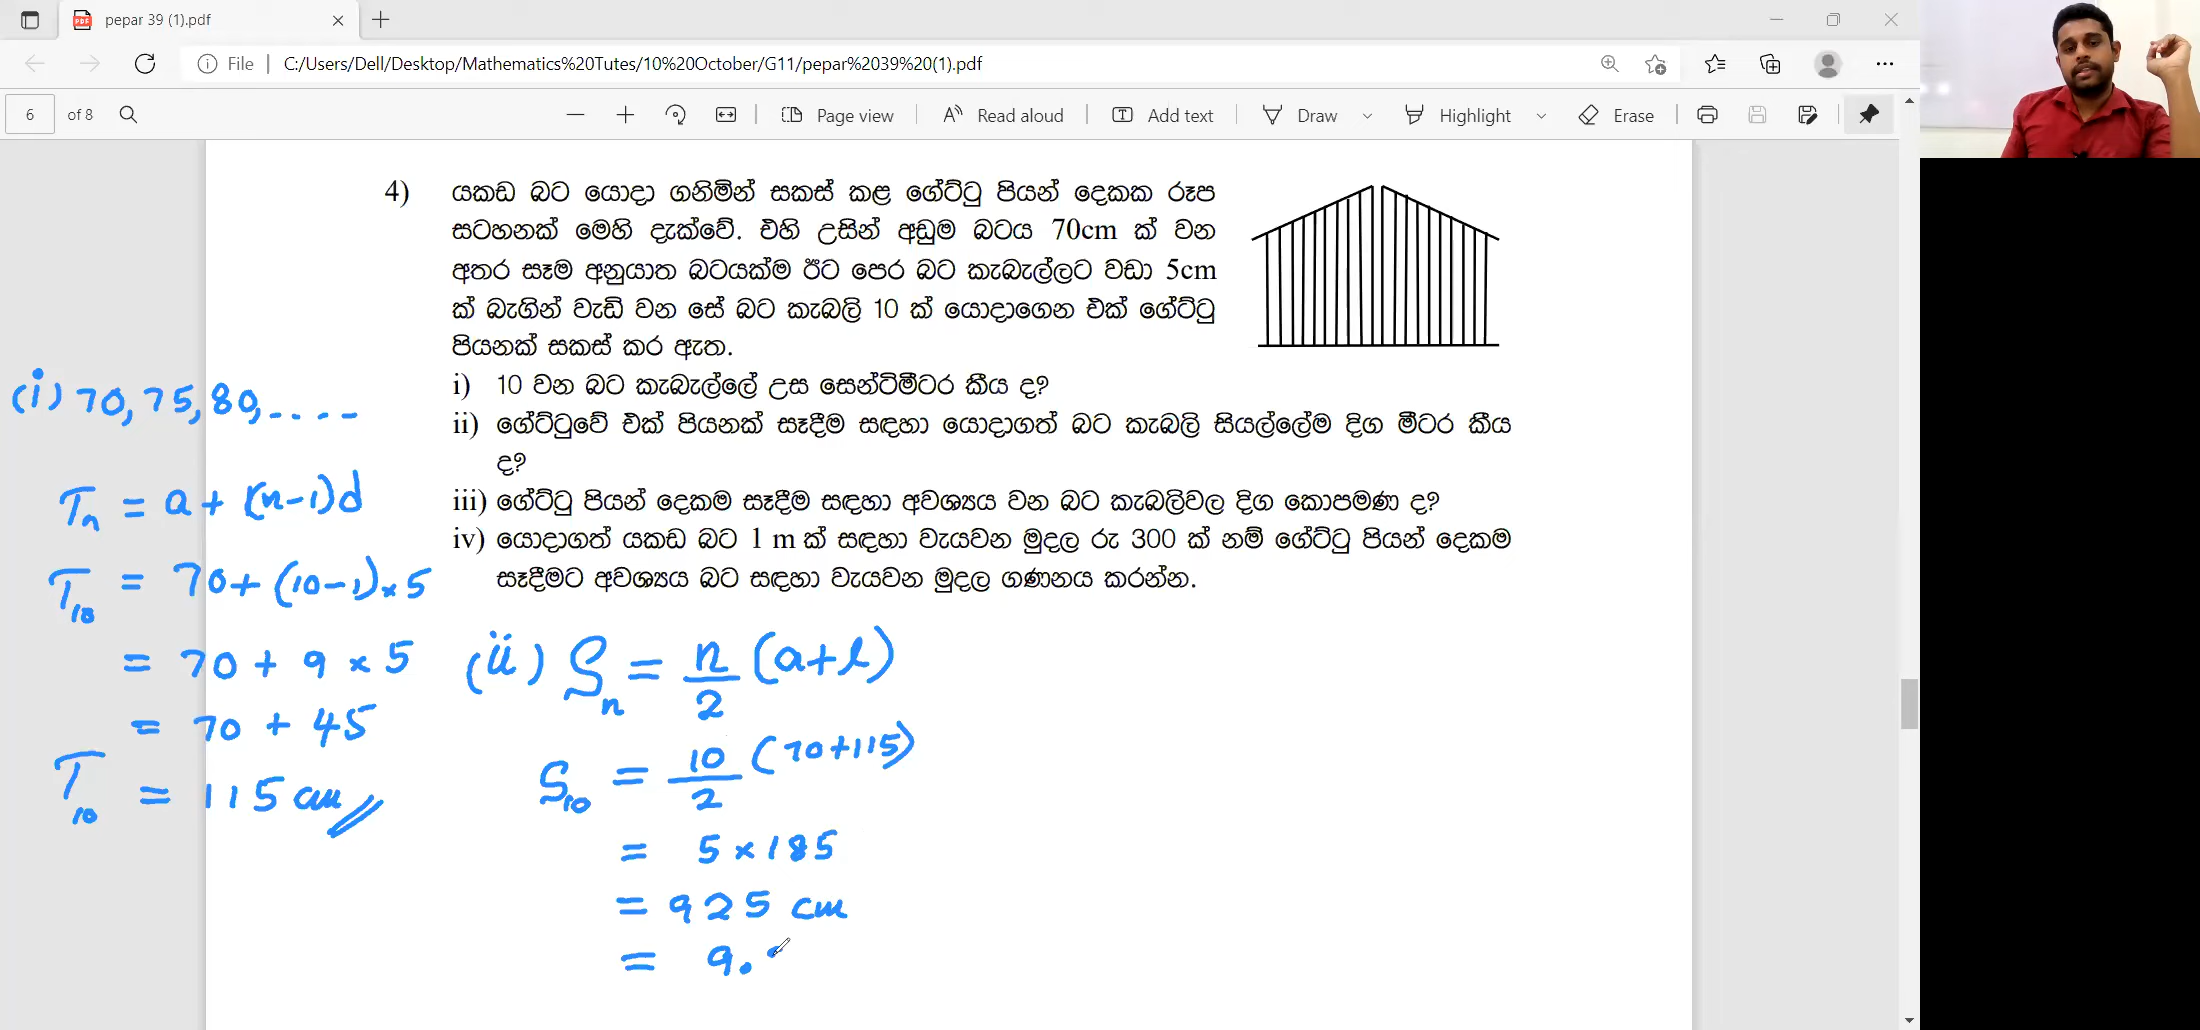 pepar 39 (1).pdf
File C:/Users/Dell/Desktop/Mathematics%20Tutes/10%20October/G11/pepar%2039%20(1).pdf
6 of 8 Page view Read aloud Add text Draw Highlight Erase
4) යකඩ බට යොදා ගනිමින් සකස් කළ ගේට්ටු පියන් දෙකක රූප
සටහනක් මෙහි දැක්වේ. එහි උසින් අඩුම බටය 70cm ක් වන
අතර සෑම අනුයාත බටයක්ම ඊට පෙර බට කැබැල්ලට වඩා 5cm
ක් බැගින් වැඩි වන සේ බට කැබලි 10 ක් යොදාගෙන එක් ගේට්ටු
පියනක් සකස් කර ඇත.
i) 10 වන බට කැබැල්ලේ උස සෙන්ටිමීටර කීය ද?
ii) ගේට්ටුවේ එක් පියනක් සෑදීම සඳහා යොදාගත් බට කැබලි සියල්ලේම දිග මීටර කීය
ද?
iii) ගේට්ටු පියන් දෙකම සෑදීම සඳහා අවශ්‍යය වන බට කැබලිවල දිග කොපමණ ද?
iv) යොදාගත් යකඩ බට 1 m ක් සඳහා වැයවන මුදල රු 300 ක් නම් ගේට්ටු පියන් දෙකම
සෑදීමට අවශ්‍යය බට සඳහා වැයවන මුදල ගණනය කරන්න.
(i) 70, 75, 80, ....
Tn = a + (n-1)d
T10 = 70 + (10-1) × 5
= 70 + 9 × 5
= 70 + 45
T10 = 115 cm
(ii) Sn = n/2 (a+l)
S10 = 10/2 (70+115)
= 5 × 185
= 925 cm
= 9.